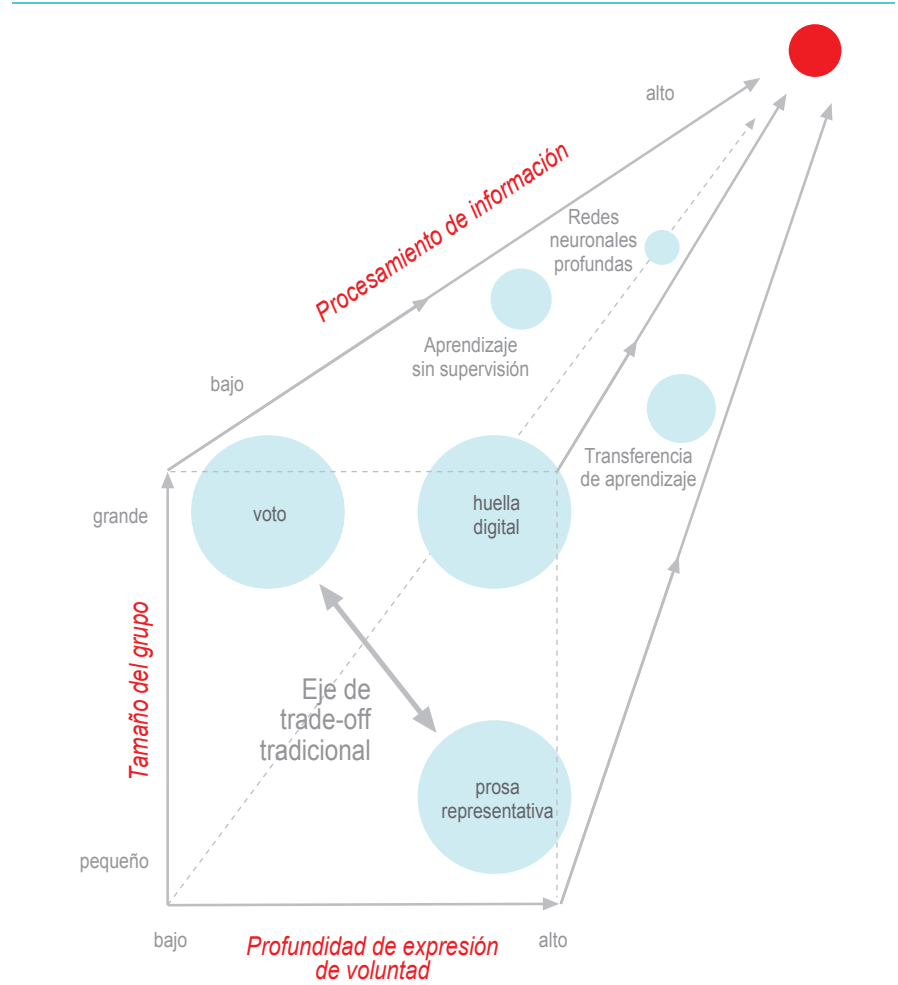 alto
Procesamiento de información
Redes
neuronales
profundas
Aprendizaje
sin supervisión
bajo
Transferencia
de aprendizaje
grande
voto
huella
digital
Tamaño del grupo
Eje de
trade-off
tradicional
prosa
representativa
pequeño
bajo
Profundidad de expresión
de voluntad
alto